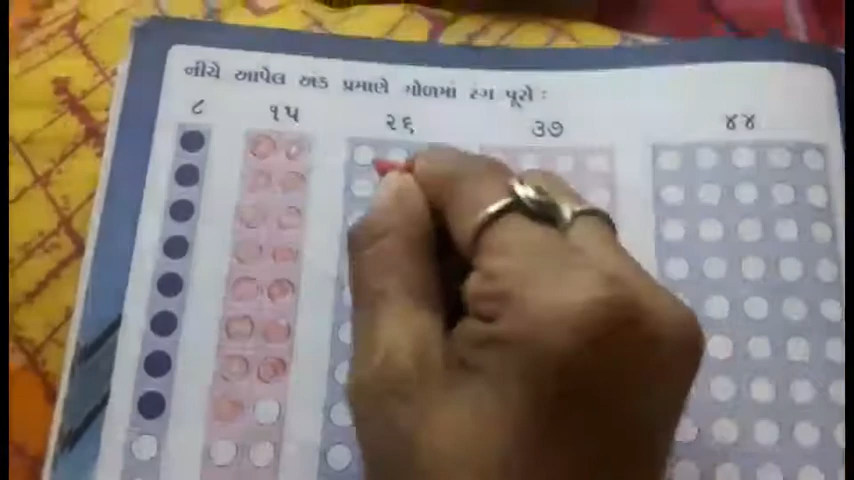 નીચે આપેલ અંક પ્રમાણે ગોળમાં રંગ પૂરો :
૮ ૧૫ ૨૬ ૩૭ ૪૪